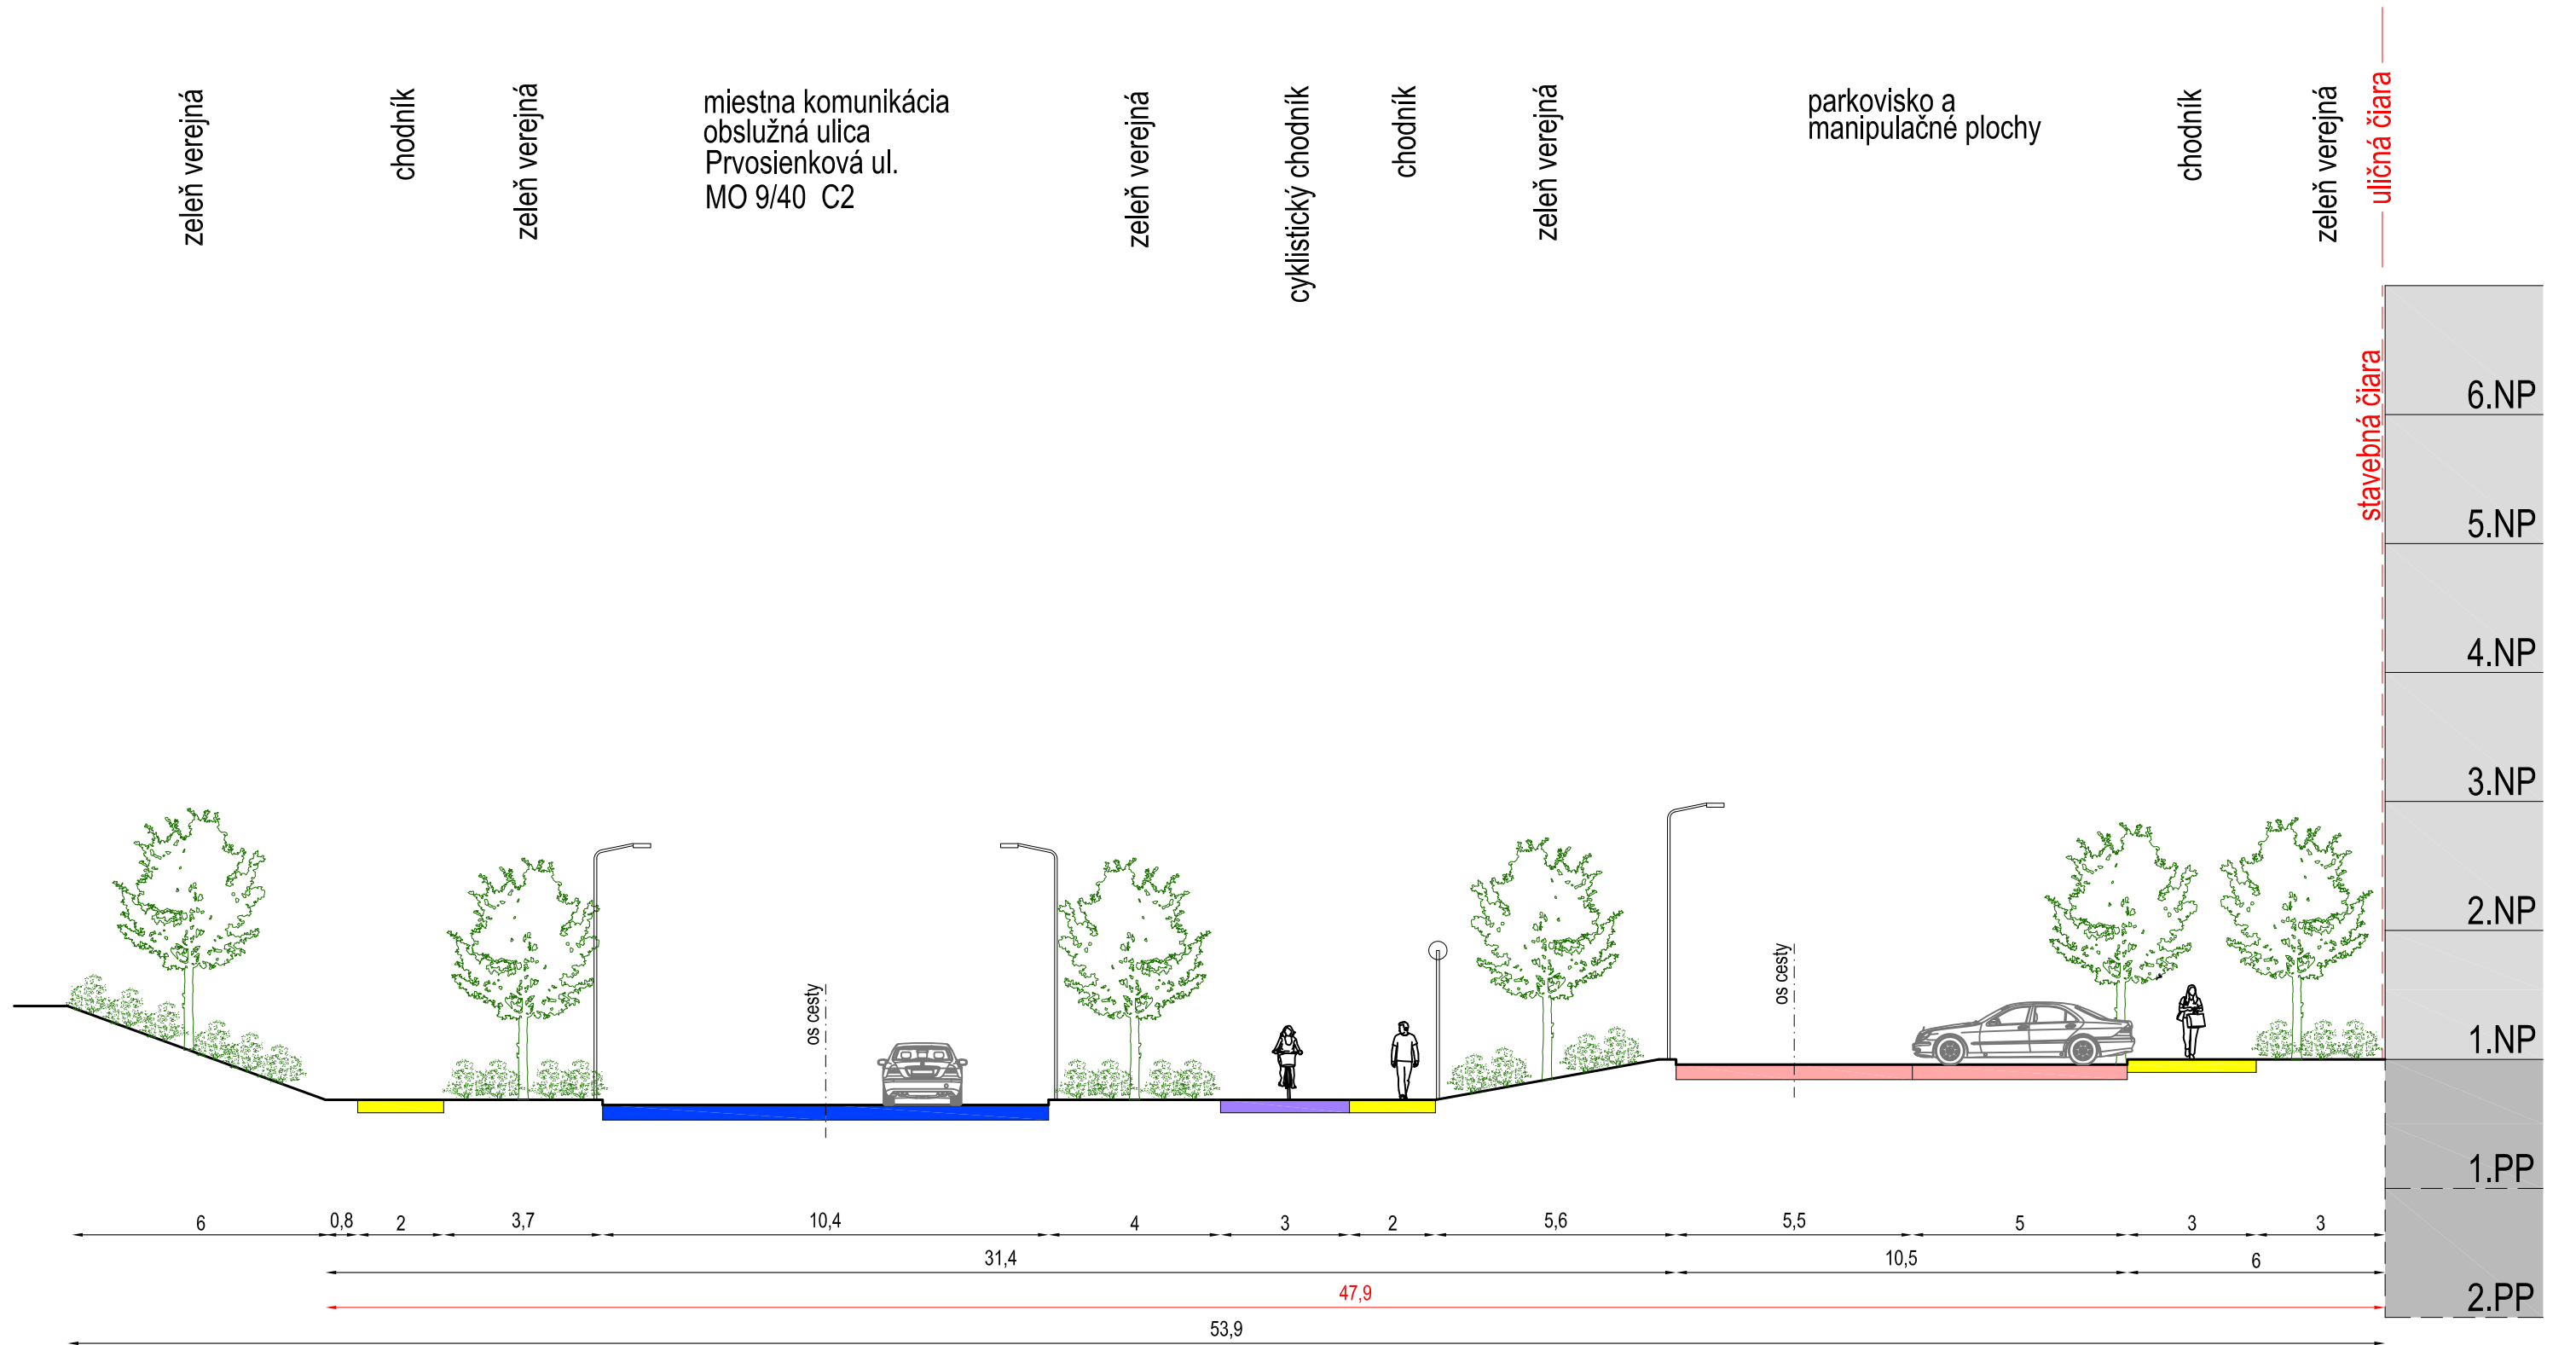 zeleň verejná
chodník
zeleň verejná
miestna komunikácia
obslužná ulica
Prvosienková ul.
MO 9/40 C2
zeleň verejná
cyklistický chodník
chodník
zeleň verejná
parkovisko a
manipulačné plochy
chodník
zeleň verejná
uličná čiara
stavebná čiara
6.NP
5.NP
4.NP
3.NP
2.NP
1.NP
1.PP
2.PP
os cesty
os cesty
6
0,8
2
3,7
10,4
4
3
2
5,6
5,5
5
3
3
31,4
10,5
6
47,9
53,9